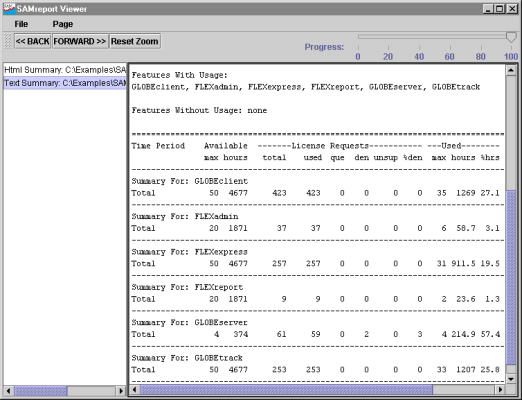 SAMreport Viewer
File Page
<< BACK FORWARD >> Reset Zoom
Progress:
0 20 40 60 80 100
Html Summary: C:\Examples\SA
Text Summary: C:\Examples\SAM
Features With Usage:
GLOBEclient, FLEXadmin, FLEXexpress, FLEXreport, GLOBEserver, GLOBEtrack
Features Without Usage: none
================================================================
Time Period Available -------License Requests----------- ---Used--------
max hours total used que den unsup %den max hours %hrs
----------------------------------------------------------------
Summary For: GLOBEclient
Total 50 4677 423 423 0 0 0 0 35 1269 27.1
----------------------------------------------------------------
Summary For: FLEXadmin
Total 20 1871 37 37 0 0 0 0 6 58.7 3.1
----------------------------------------------------------------
Summary For: FLEXexpress
Total 50 4677 257 257 0 0 0 0 31 911.5 19.5
----------------------------------------------------------------
Summary For: FLEXreport
Total 20 1871 9 9 0 0 0 0 2 23.6 1.3
----------------------------------------------------------------
Summary For: GLOBEserver
Total 4 374 61 59 0 2 0 3 4 214.9 57.4
----------------------------------------------------------------
Summary For: GLOBEtrack
Total 50 4677 253 253 0 0 0 0 33 1207 25.8